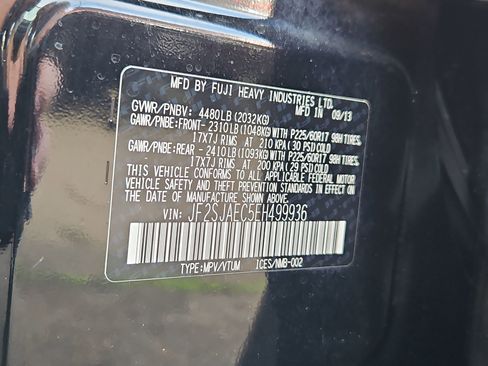 MFD BY FUJI HEAVY INDUSTRIES LTD.
MFD IN 09/13
GVWR/PNBV: 4480LB (2032KG)
GAWR/PNBE: FRONT- 2310LB (1048KG) WITH P225/60R17 98H TIRES,
17X7J RIMS AT 210 KPA (30 PSI) COLD
GAWR/PNBE: REAR - 2410LB (1093KG) WITH P225/60R17 98H TIRES,
17X7J RIMS AT 200 KPA (29 PSI) COLD
THIS VEHICLE CONFORMS TO ALL APPLICABLE FEDERAL MOTOR
VEHICLE SAFETY AND THEFT PREVENTION STANDARDS IN EFFECT
ON THE DATE OF MANUFACTURE SHOWN ABOVE.
VIN: JF2SJAEC5EH499936
TYPE: MPV/VTUM ICES/NMB-002